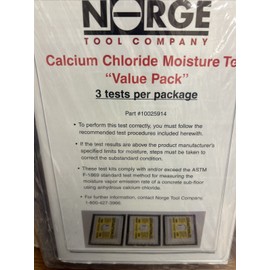 NORGE
TOOL COMPANY
Calcium Chloride Moisture Te
"Value Pack"
3 tests per package
Part #10025914
• To perform this test correctly, you must follow the
recommended test procedures included herewith.
• If the test results are above the product manufacturer's
specified limits for moisture, steps must be taken to
correct the substandard condition.
• These test kits comply with and/or exceed the ASTM
F-1869 standard test method for measuring the
moisture vapor emission rate of a concrete sub-floor
using anhydrous calcium chloride.
• For further information, contact Norge Tool Company,